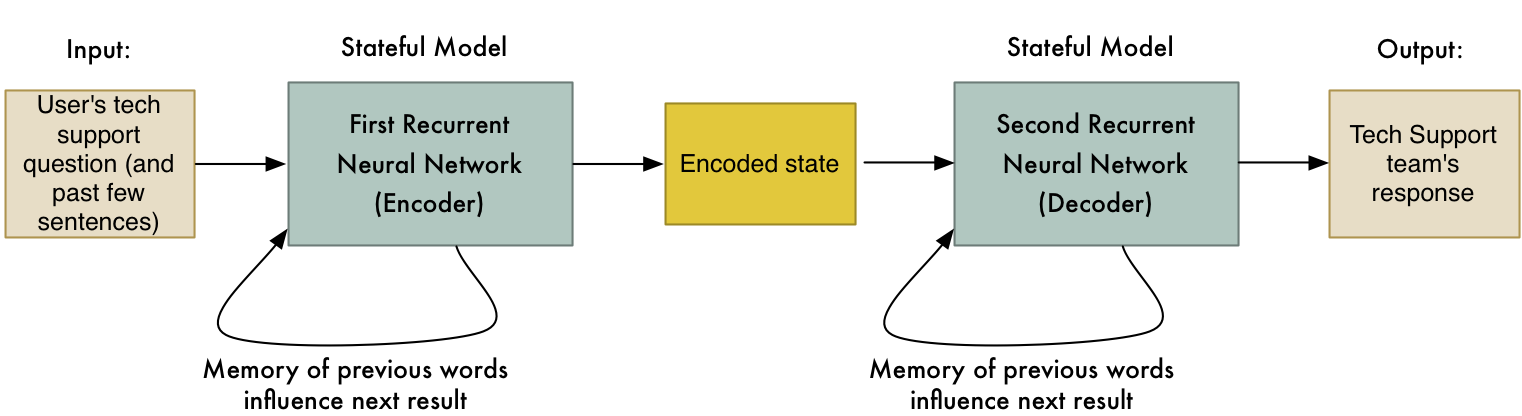 Input:
User's tech
support
question (and
past few
sentences)
Stateful Model
First Recurrent
Neural Network
(Encoder)
Memory of previous words
influence next result
Encoded state
Stateful Model
Second Recurrent
Neural Network
(Decoder)
Memory of previous words
influence next result
Output:
Tech Support
team's
response